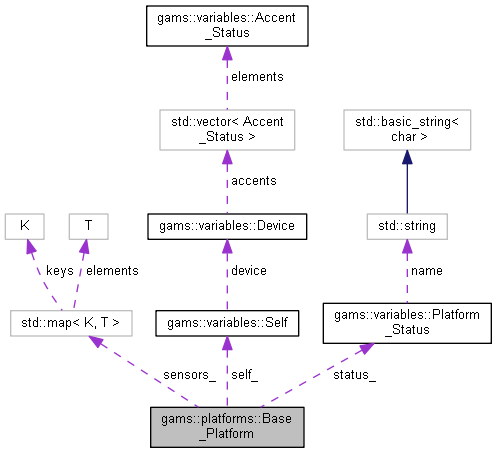 gams::variables::Accent
_Status
elements
std::vector< Accent
_Status >
std::basic_string<
char >
accents
K
T
gams::variables::Device
std::string
keys
elements
device
name
std::map< K, T >
gams::variables::Self
gams::variables::Platform
_Status
sensors_
self_
status_
gams::platforms::Base
_Platform